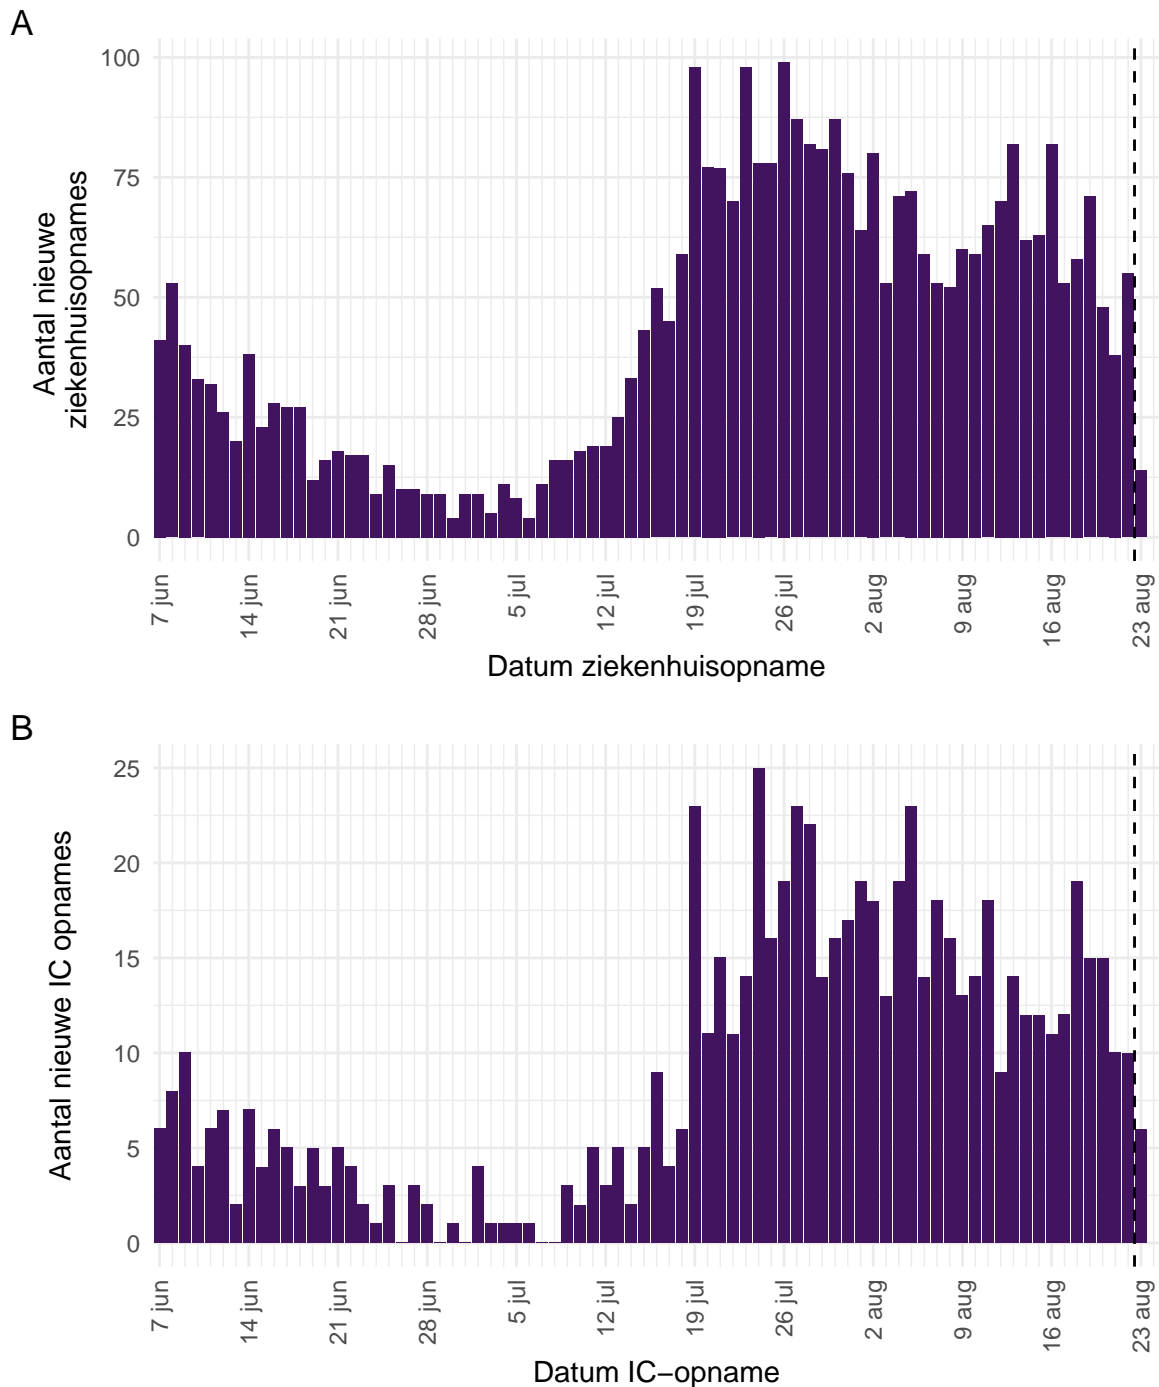 A
100
75
50
25
0
Aantal nieuwe
ziekenhuisopnames
7 jun
14 jun
21 jun
28 jun
5 jul
12 jul
19 jul
26 jul
2 aug
9 aug
16 aug
23 aug
Datum ziekenhuisopname
B
25
20
15
10
5
0
Aantal nieuwe IC opnames
7 jun
14 jun
21 jun
28 jun
5 jul
12 jul
19 jul
26 jul
2 aug
9 aug
16 aug
23 aug
Datum IC−opname